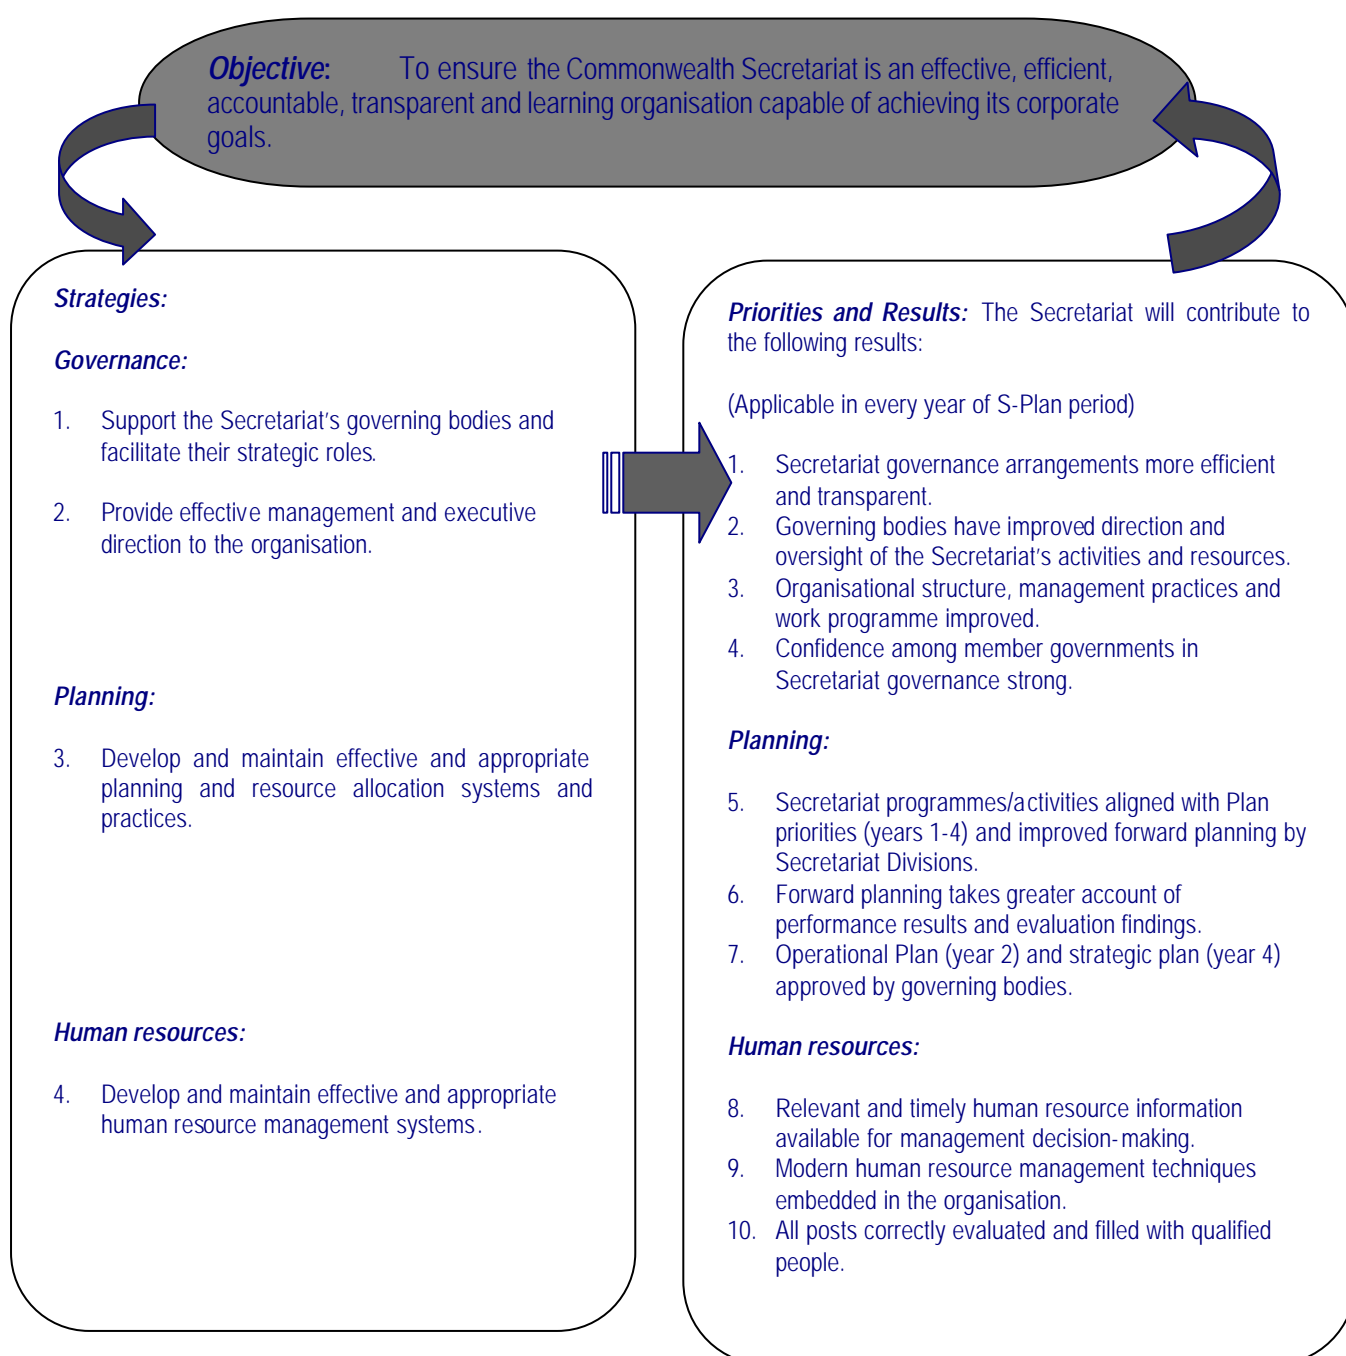 Objective: To ensure the Commonwealth Secretariat is an effective, efficient,
accountable, transparent and learning organisation capable of achieving its corporate
goals.
Strategies:
Governance:
1. Support the Secretariat's governing bodies and
facilitate their strategic roles.
2. Provide effective management and executive
direction to the organisation.
Planning:
3. Develop and maintain effective and appropriate
planning and resource allocation systems and
practices.
Human resources:
4. Develop and maintain effective and appropriate
human resource management systems.
Priorities and Results: The Secretariat will contribute to
the following results:
(Applicable in every year of S-Plan period)
1. Secretariat governance arrangements more efficient
and transparent.
2. Governing bodies have improved direction and
oversight of the Secretariat's activities and resources.
3. Organisational structure, management practices and
work programme improved.
4. Confidence among member governments in
Secretariat governance strong.
Planning:
5. Secretariat programmes/activities aligned with Plan
priorities (years 1-4) and improved forward planning by
Secretariat Divisions.
6. Forward planning takes greater account of
performance results and evaluation findings.
7. Operational Plan (year 2) and strategic plan (year 4)
approved by governing bodies.
Human resources:
8. Relevant and timely human resource information
available for management decision-making.
9. Modern human resource management techniques
embedded in the organisation.
10. All posts correctly evaluated and filled with qualified
people.